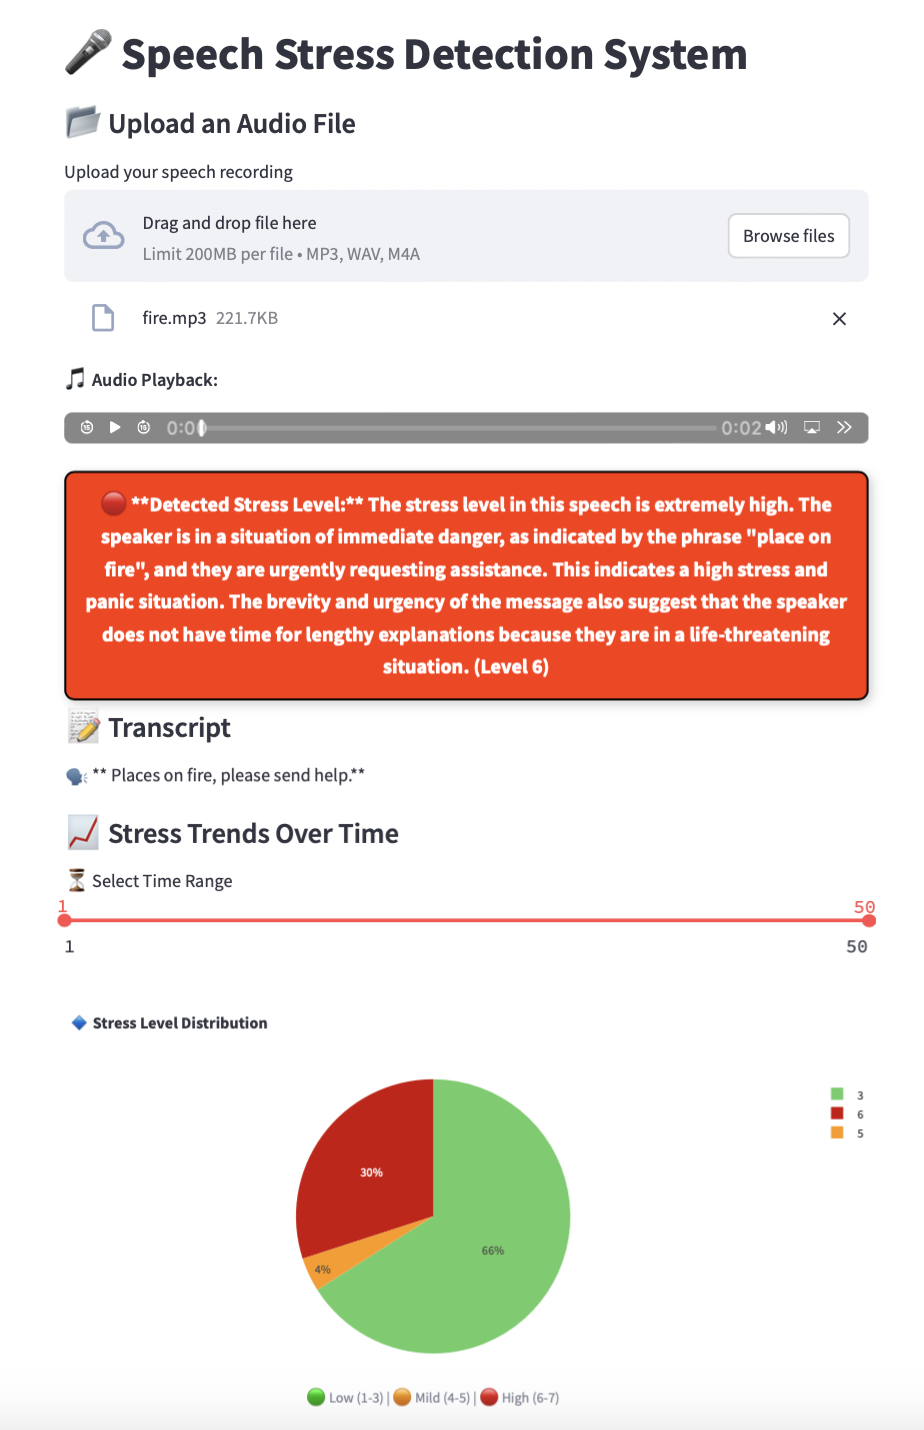 Speech Stress Detection System
Upload an Audio File
Upload your speech recording
Drag and drop file here
Limit 200MB per file • MP3, WAV, M4A
Browse files
fire.mp3 221.7KB
Audio Playback:
15 15 0:00 0:02
**Detected Stress Level:** The stress level in this speech is extremely high. The
speaker is in a situation of immediate danger, as indicated by the phrase "place on
fire", and they are urgently requesting assistance. This indicates a high stress and
panic situation. The brevity and urgency of the message also suggest that the speaker
does not have time for lengthy explanations because they are in a life-threatening
situation. (Level 6)
Transcript
** Places on fire, please send help.**
Stress Trends Over Time
Select Time Range
1 50
1 50
Stress Level Distribution
3
6
5
30%
66%
4%
Low (1-3) | Mild (4-5) | High (6-7)